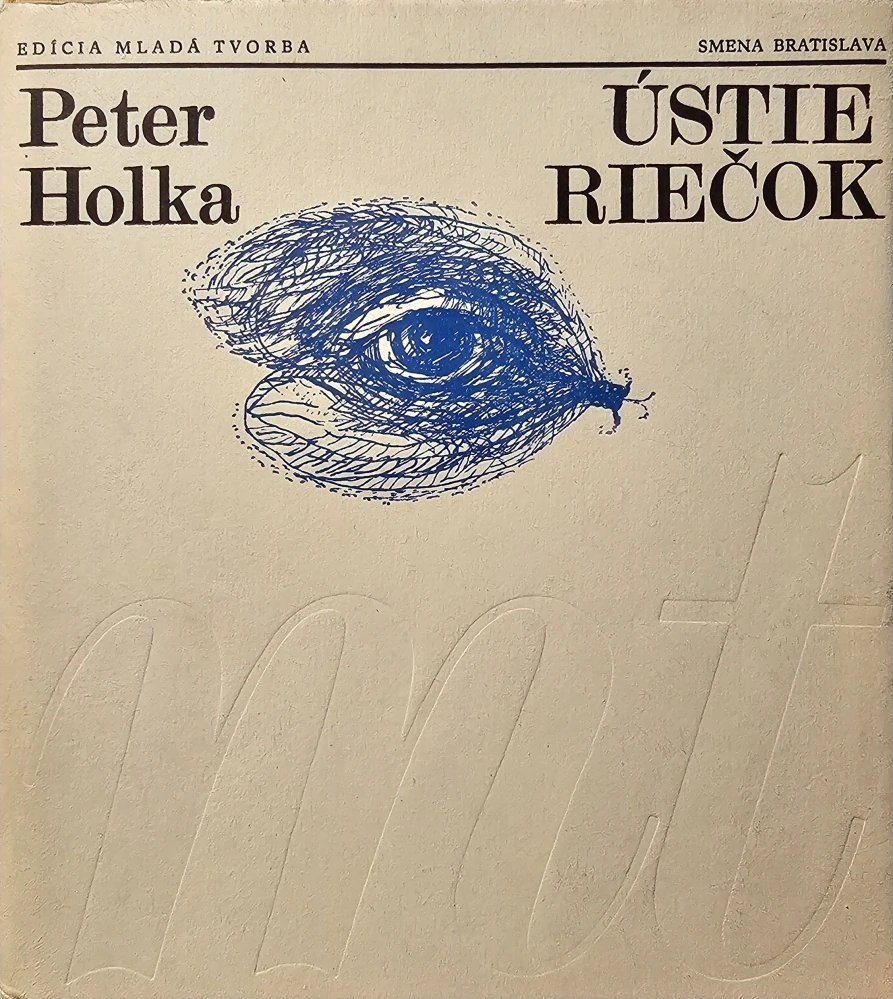 EDÍCIA MLADÁ TVORBA
SMENA BRATISLAVA
Peter
Holka
ÚSTIE
RIEČOK
mt